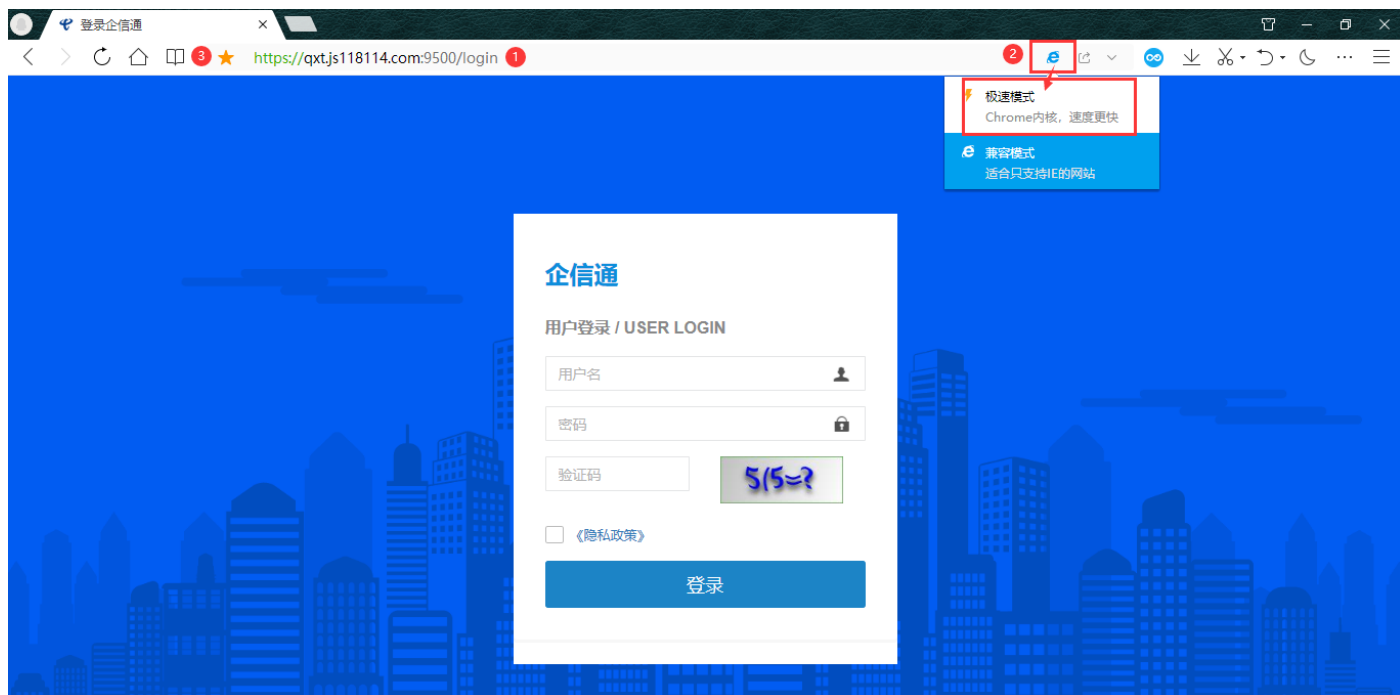 登录企信通
3
https://qxt.js118114.com:9500/login
1
2
极速模式
Chrome内核，速度更快
兼容模式
适合只支持IE的网站
企信通
用户登录 / USER LOGIN
用户名
密码
验证码
5(5=?
《隐私政策》
登录